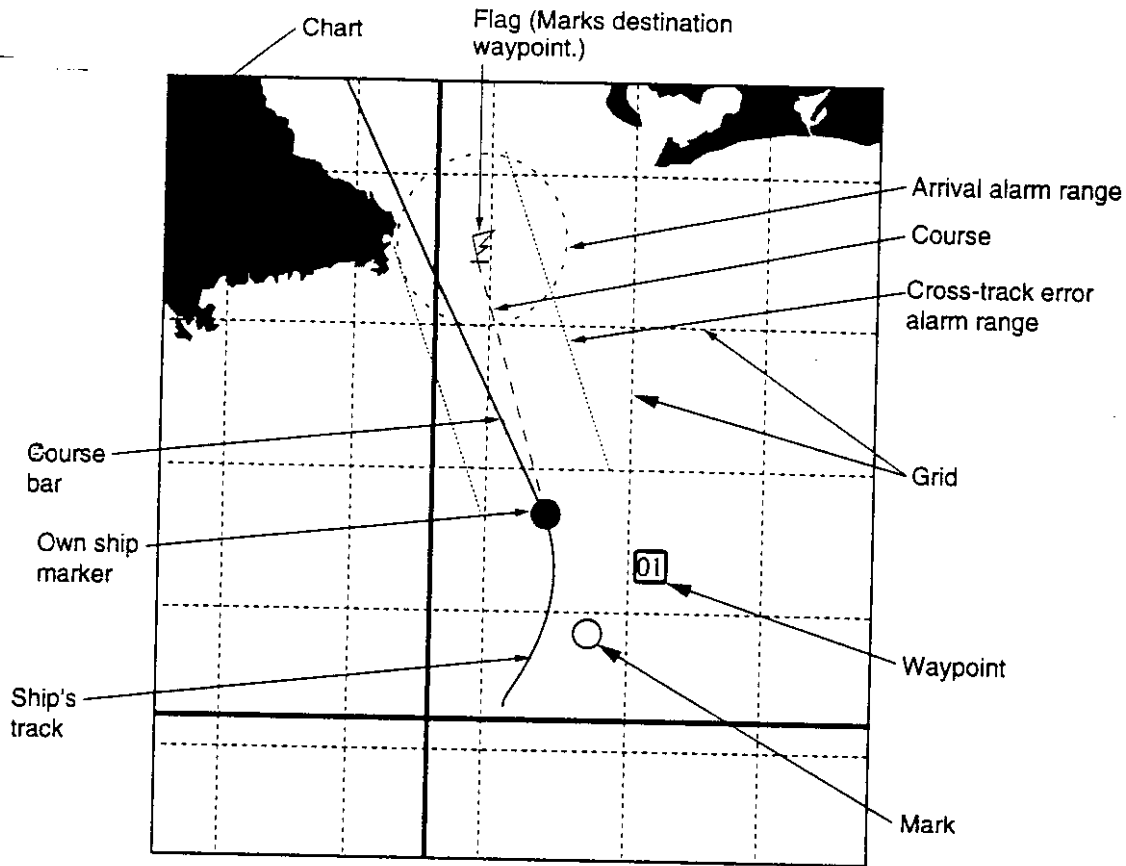 Chart
Flag (Marks destination
waypoint.)
Arrival alarm range
Course
Cross-track error
alarm range
Course
bar
Grid
Own ship
marker
01
Waypoint
Ship's
track
Mark